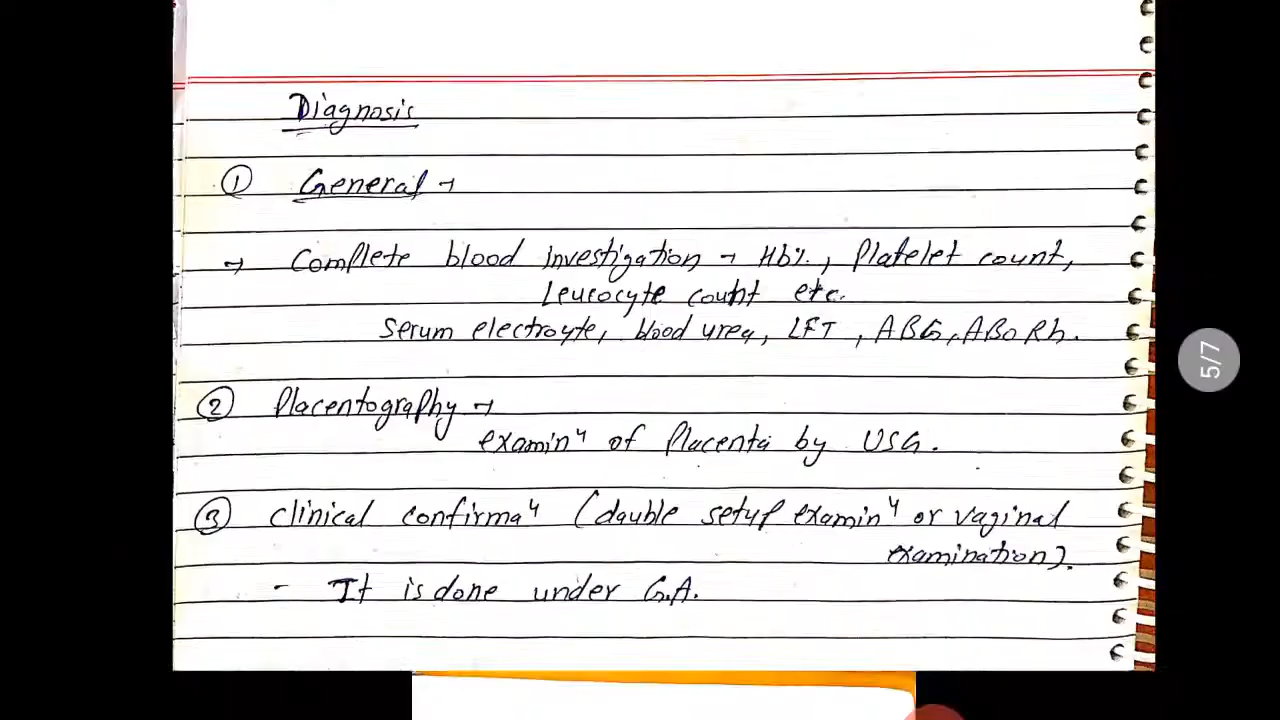 Diagnosis
① General →
→ Complete blood investigation → Hb%, Platelet count,
Leucocyte count etc.
Serum electroyte, blood urea, LFT, ABG, ABO Rh.
② Placentography →
examinⁿ of Placenta by USG.
③ Clinical confirmaⁿ (double setup examinⁿ or vaginal
examination).
- It is done under G.A.
5/7